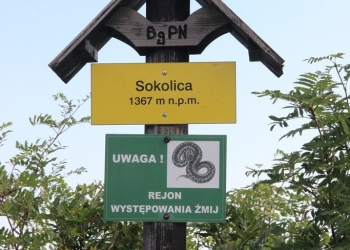 BgPN
Sokolica
1367 m n.p.m.
UWAGA !
REJON
WYSTĘPOWANIA ŻMIJ